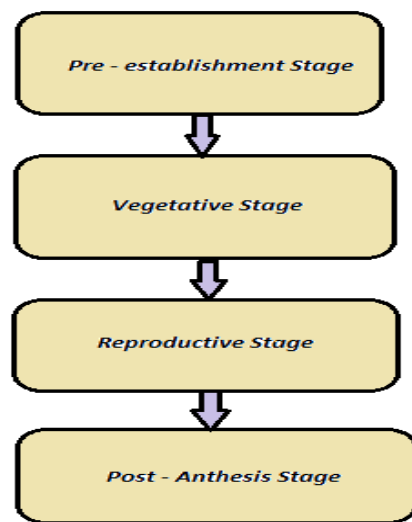 Pre - establishment Stage
Vegetative Stage
Reproductive Stage
Post - Anthesis Stage